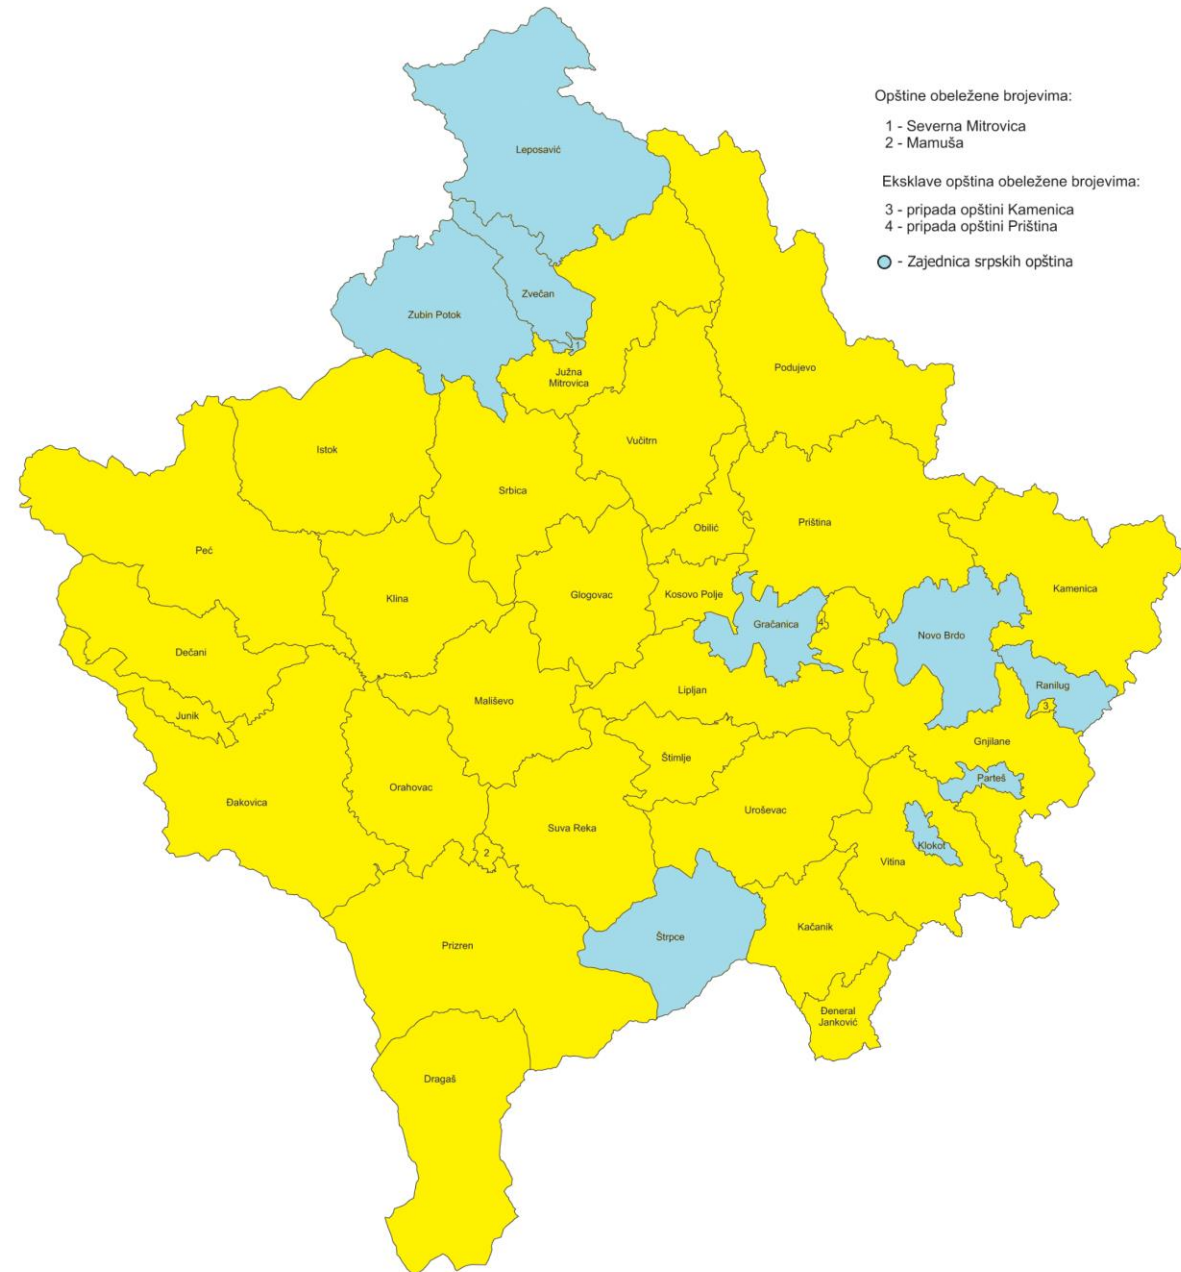 Opštine obeležene brojevima:
1 - Severna Mitrovica
2 - Mamuša
Eksklave opština obeležene brojevima:
3 - pripada opštini Kamenica
4 - pripada opštini Priština
- Zajednica srpskih opština
Leposavić
Zvečan
Zubin Potok
1
Južna
Mitrovica
Podujevo
Vučitrn
Istok
Srbica
Priština
Obilić
Peć
Kamenica
Klina
Glogovac
Kosovo Polje
Gračanica
4
Novo Brdo
Dečani
Ranilug
Lipljan
Mališevo
3
Junik
Gnjilane
Štimlje
Parteš
Orahovac
Đakovica
Uroševac
Suva Reka
Klokot
2
Vitina
Kačanik
Štrpce
Prizren
Đeneral
Janković
Dragaš